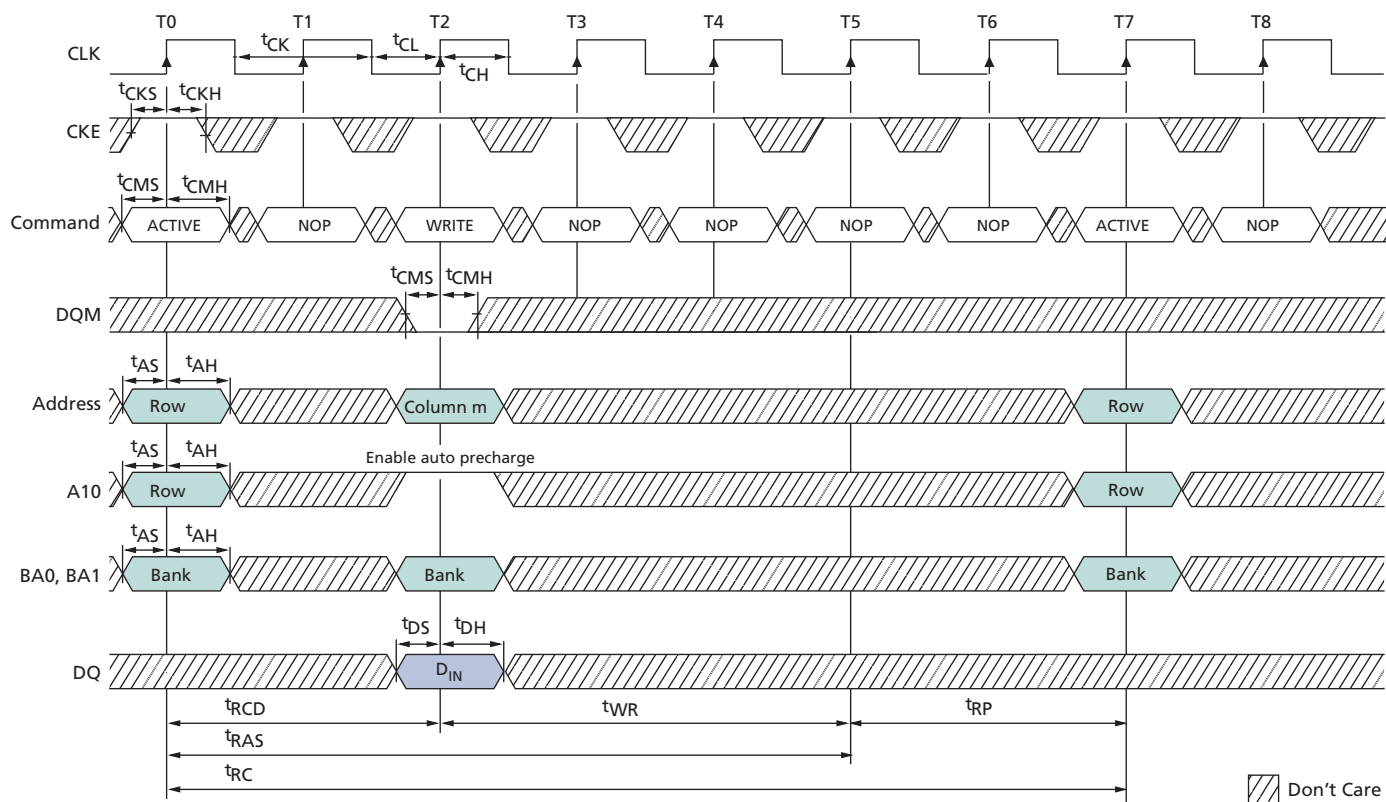 T0 T1 T2 T3 T4 T5 T6 T7 T8
CLK
tCK tCL
tCH
tCKS tCKH
CKE
tCMS tCMH
Command ACTIVE NOP WRITE NOP NOP NOP NOP ACTIVE NOP
tCMS tCMH
DQM
tAS tAH
Address Row Column m Row
tAS tAH
Enable auto precharge
A10 Row Row
tAS tAH
BA0, BA1 Bank Bank Bank
tDS tDH
DQ DIN
tRCD tWR tRP
tRAS
tRC
Don't Care